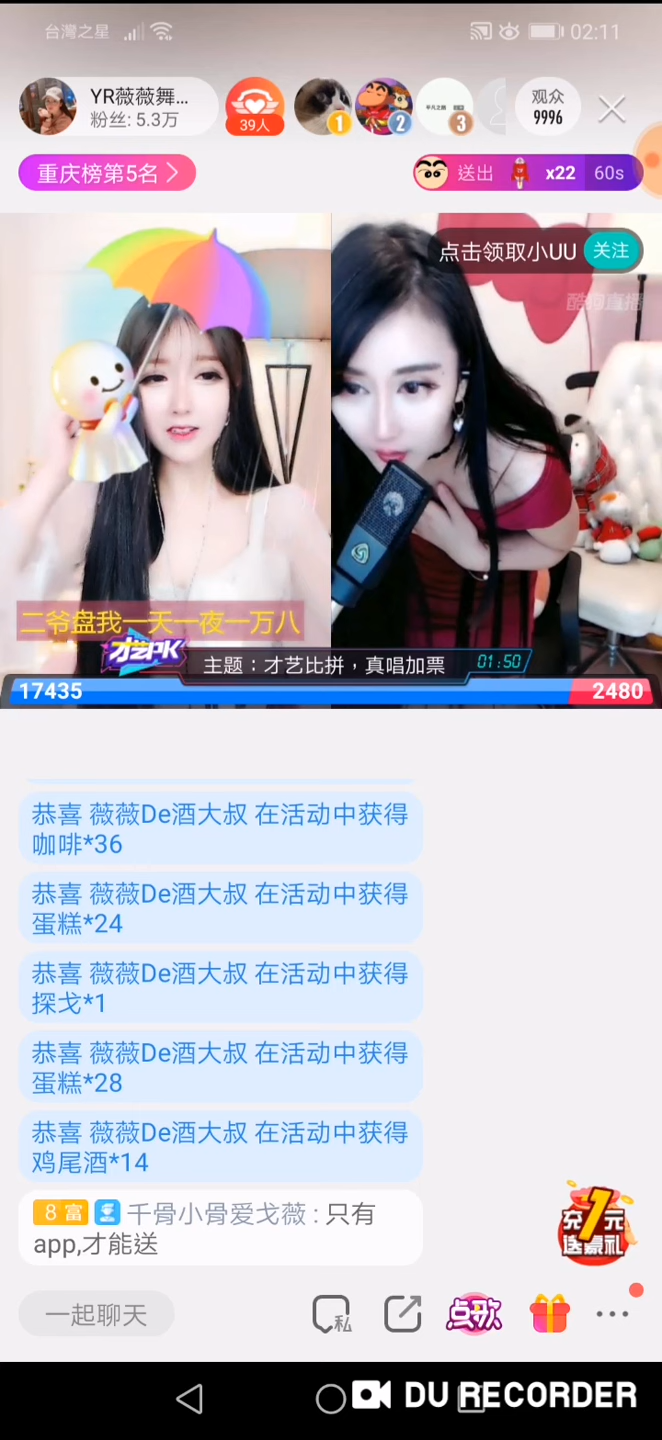 台灣之星
02:11
YR薇薇舞...
粉丝: 5.3万
39人
1
2
3
观众
9996
重庆榜第5名
送出 x22 60s
点击领取小UU 关注
酷狗直播
二爷盘我一天一夜一万八
才艺PK
主题：才艺比拼，真唱加票
01:50
17435
2480
恭喜 薇薇De酒大叔 在活动中获得
咖啡*36
恭喜 薇薇De酒大叔 在活动中获得
蛋糕*24
恭喜 薇薇De酒大叔 在活动中获得
探戈*1
恭喜 薇薇De酒大叔 在活动中获得
蛋糕*28
恭喜 薇薇De酒大叔 在活动中获得
鸡尾酒*14
8 富 千骨小骨爱戈薇 : 只有
app,才能送
充1元
送豪礼
一起聊天
私
点歌
DU RECORDER